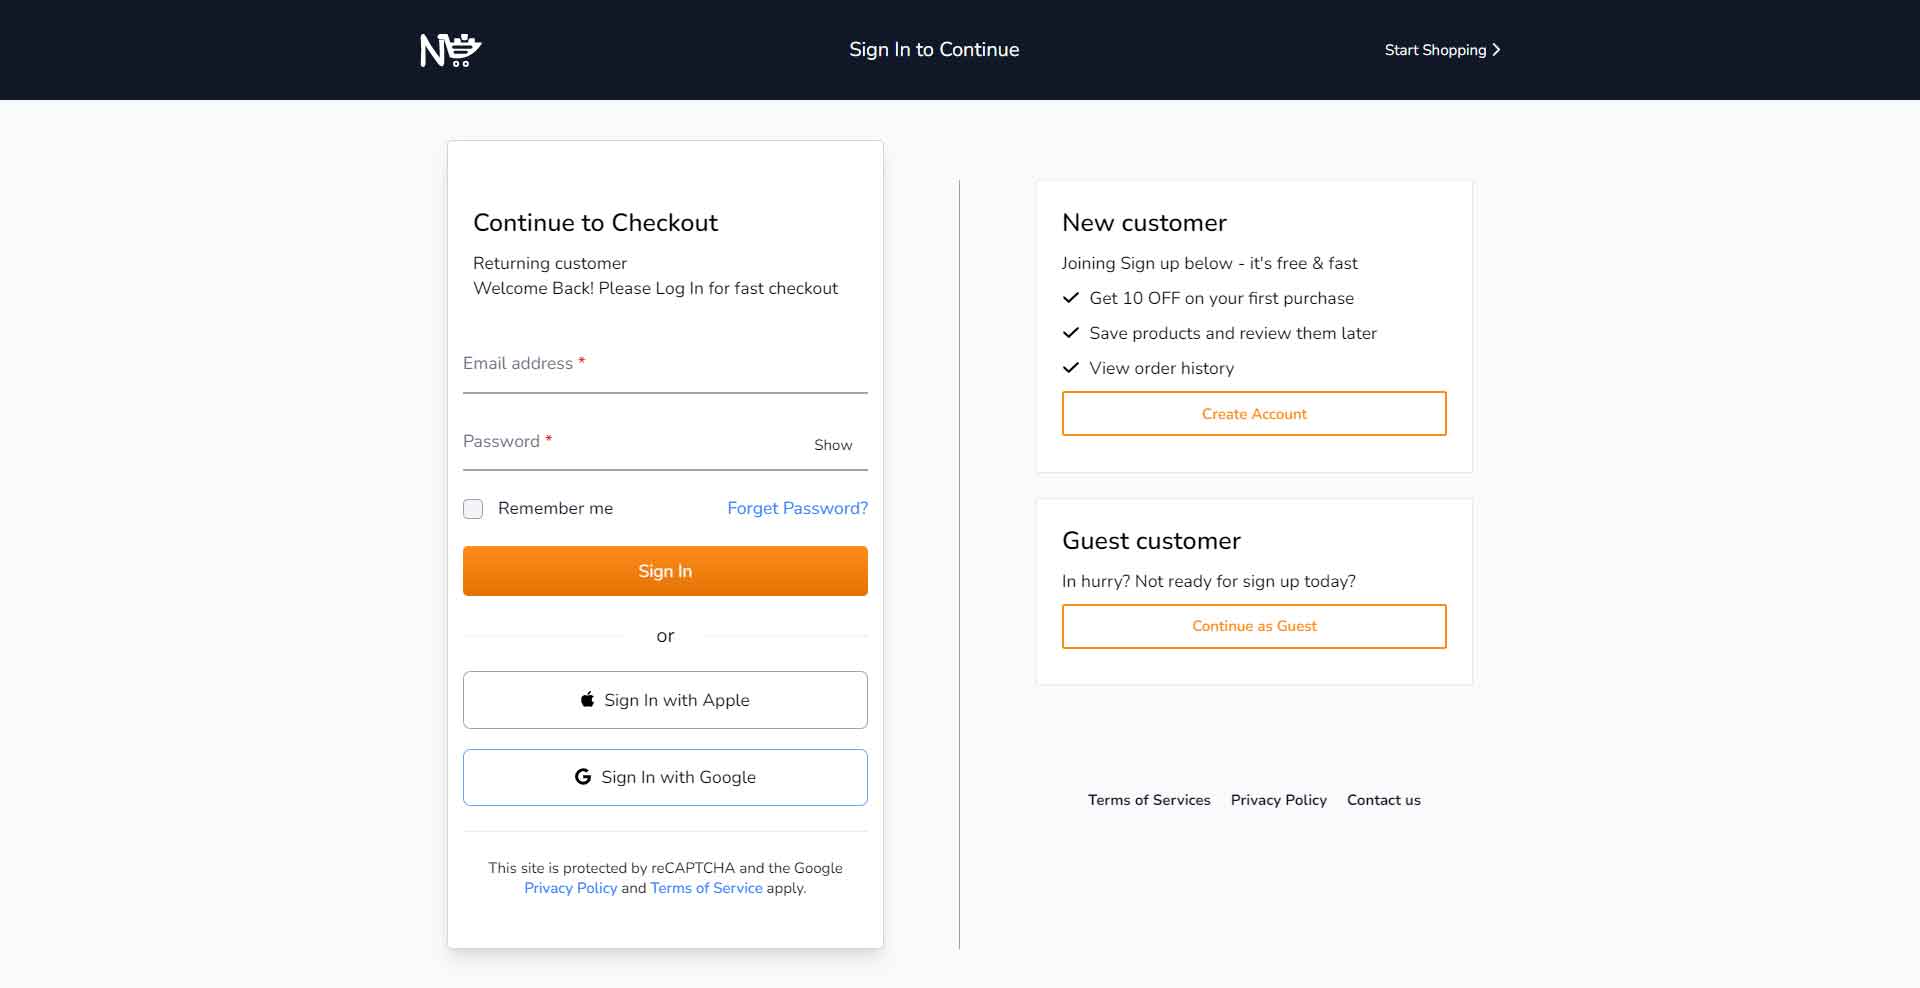 Sign In to Continue
Start Shopping
Continue to Checkout
Returning customer
Welcome Back! Please Log In for fast checkout
Email address *
Password *
Show
Remember me
Forget Password?
Sign In
or
Sign In with Apple
Sign In with Google
This site is protected by reCAPTCHA and the Google
Privacy Policy and Terms of Service apply.
New customer
Joining Sign up below - it's free & fast
Get 10 OFF on your first purchase
Save products and review them later
View order history
Create Account
Guest customer
In hurry? Not ready for sign up today?
Continue as Guest
Terms of Services Privacy Policy Contact us